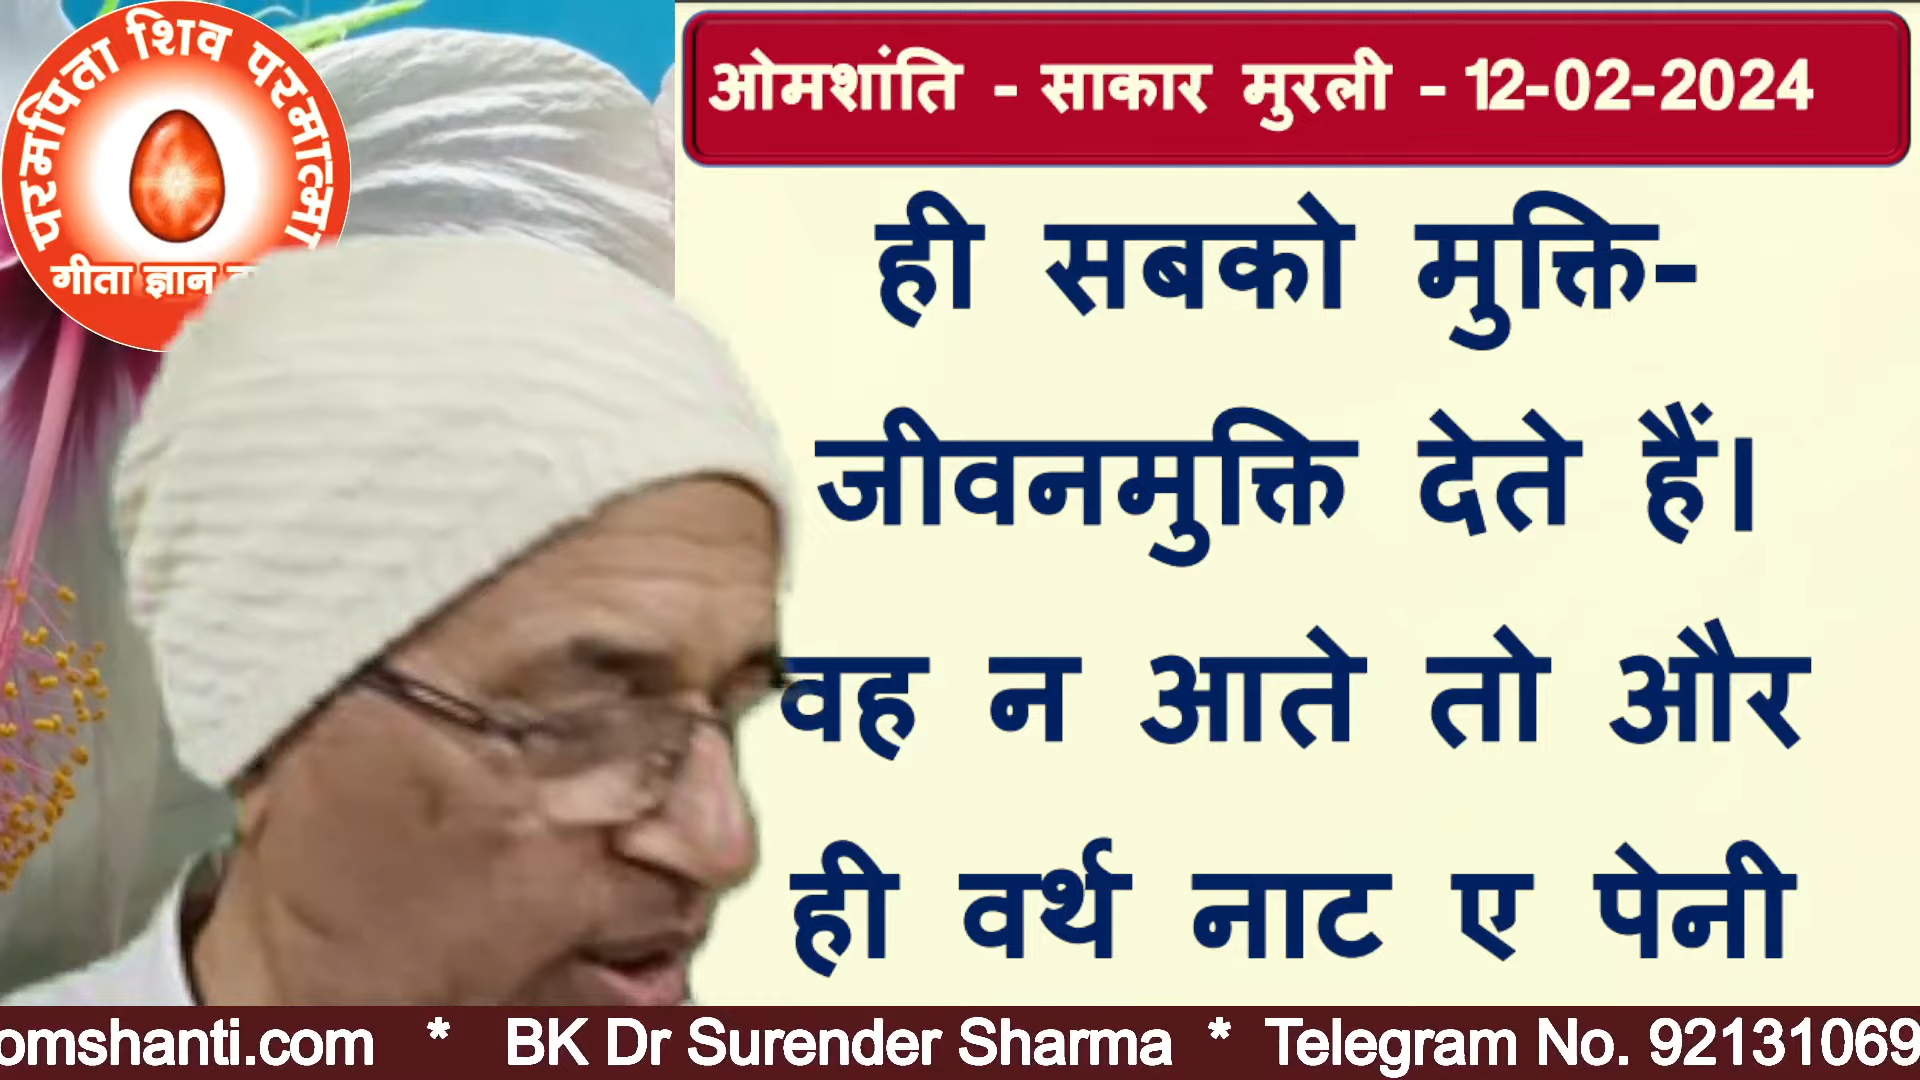 परमपिता शिव परमात्मा
गीता ज्ञान
ओमशांति - साकार मुरली - 12-02-2024
ही सबको मुक्ति-
जीवनमुक्ति देते हैं।
वह न आते तो और
ही वर्थ नाट ए पेनी
omshanti.com * BK Dr Surender Sharma * Telegram No. 92131069